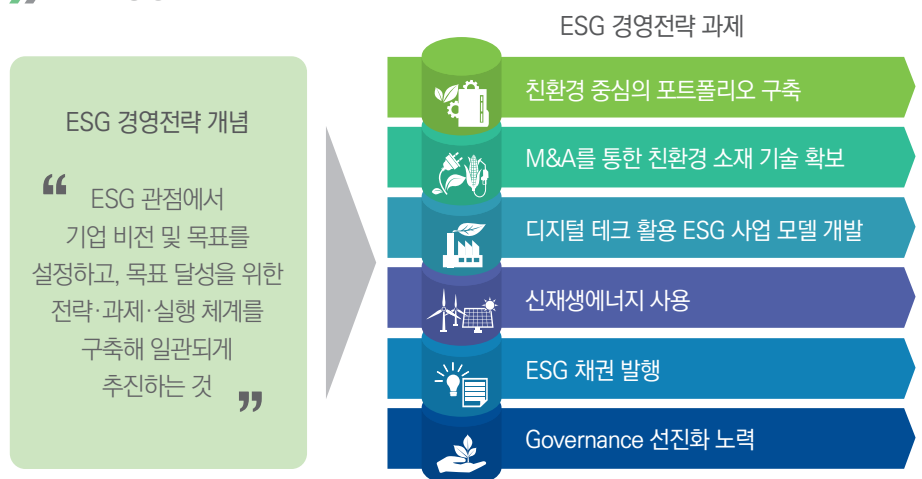 ESG 경영전략 개념
“
ESG 관점에서
기업 비전 및 목표를
설정하고, 목표 달성을 위한
전략·과제·실행 체계를
구축해 일관되게
추진하는 것
”
ESG 경영전략 과제
친환경 중심의 포트폴리오 구축
M&A를 통한 친환경 소재 기술 확보
디지털 테크 활용 ESG 사업 모델 개발
신재생에너지 사용
ESG 채권 발행
Governance 선진화 노력